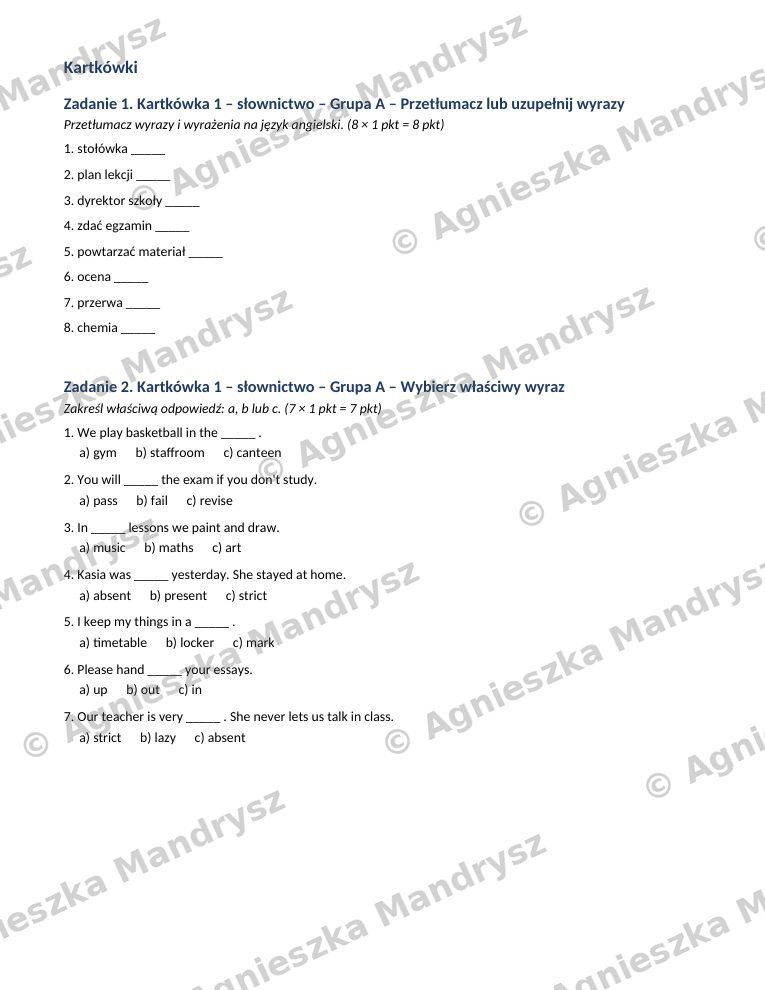 Kartkówki
Zadanie 1. Kartkówka 1 – słownictwo – Grupa A – Przetłumacz lub uzupełnij wyrazy
Przetłumacz wyrazy i wyrażenia na język angielski. (8 × 1 pkt = 8 pkt)
1. stołówka _____
2. plan lekcji _____
3. dyrektor szkoły _____
4. zdać egzamin _____
5. powtarzać materiał _____
6. ocena _____
7. przerwa _____
8. chemia _____
Zadanie 2. Kartkówka 1 – słownictwo – Grupa A – Wybierz właściwy wyraz
Zakreśl właściwą odpowiedź: a, b lub c. (7 × 1 pkt = 7 pkt)
1. We play basketball in the _____ .
a) gym b) staffroom c) canteen
2. You will _____ the exam if you don't study.
a) pass b) fail c) revise
3. In _____ lessons we paint and draw.
a) music b) maths c) art
4. Kasia was _____ yesterday. She stayed at home.
a) absent b) present c) strict
5. I keep my things in a _____ .
a) timetable b) locker c) mark
6. Please hand _____ your essays.
a) up b) out c) in
7. Our teacher is very _____ . She never lets us talk in class.
a) strict b) lazy c) absent
© Agnieszka Mandrysz